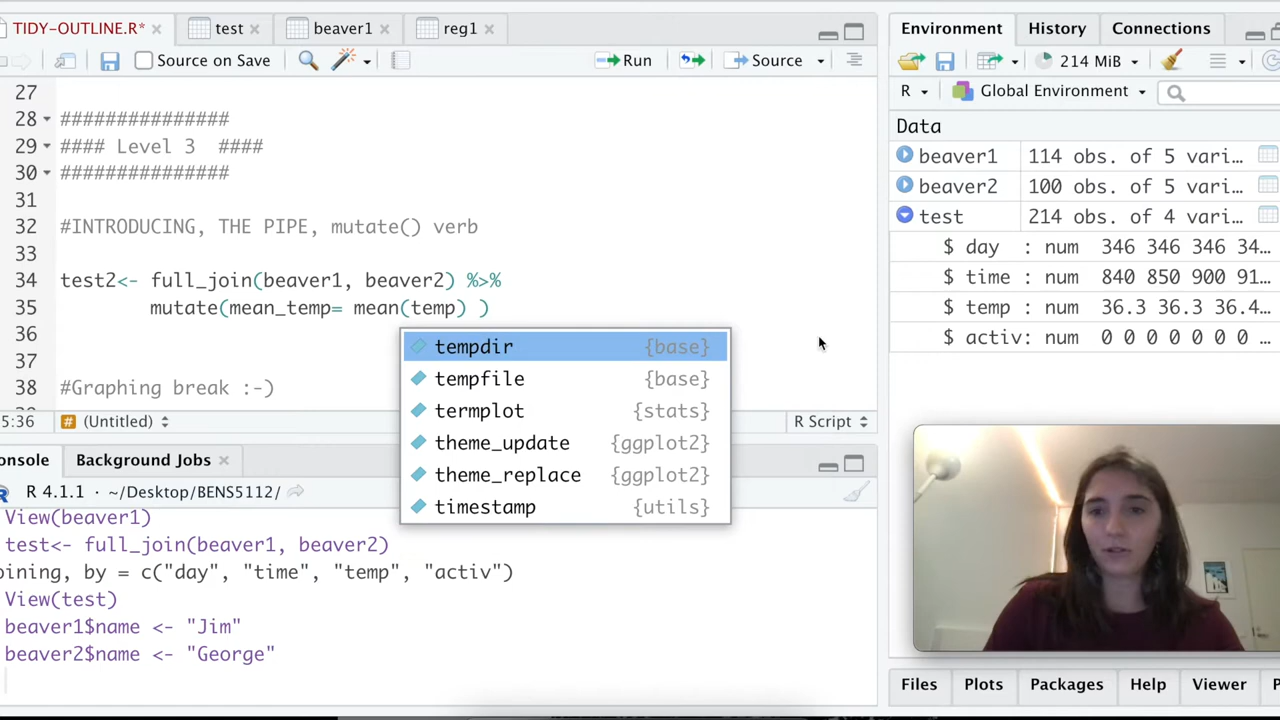 TIDY-OUTLINE.R* × test × beaver1 × reg1 ×
Source on Save Run Source
27
28 ###############
29 #### Level 3 ####
30 ###############
31
32 #INTRODUCING, THE PIPE, mutate() verb
33
34 test2<- full_join(beaver1, beaver2) %>%
35 mutate(mean_temp= mean(temp) )
36
37
38 #Graphing break :-)
tempdir {base}
tempfile {base}
termplot {stats}
theme_update {ggplot2}
theme_replace {ggplot2}
timestamp {utils}
5:36 # (Untitled) R Script
onsole Background Jobs ×
R 4.1.1 · ~/Desktop/BENS5112/
View(beaver1)
test<- full_join(beaver1, beaver2)
oining, by = c("day", "time", "temp", "activ")
View(test)
beaver1$name <- "Jim"
beaver2$name <- "George"
Environment History Connections
214 MiB
R Global Environment
Data
beaver1 114 obs. of 5 vari…
beaver2 100 obs. of 5 vari…
test 214 obs. of 4 vari…
$ day : num 346 346 346 34…
$ time : num 840 850 900 91…
$ temp : num 36.3 36.3 36.4…
$ activ: num 0 0 0 0 0 0 …
Files Plots Packages Help Viewer P